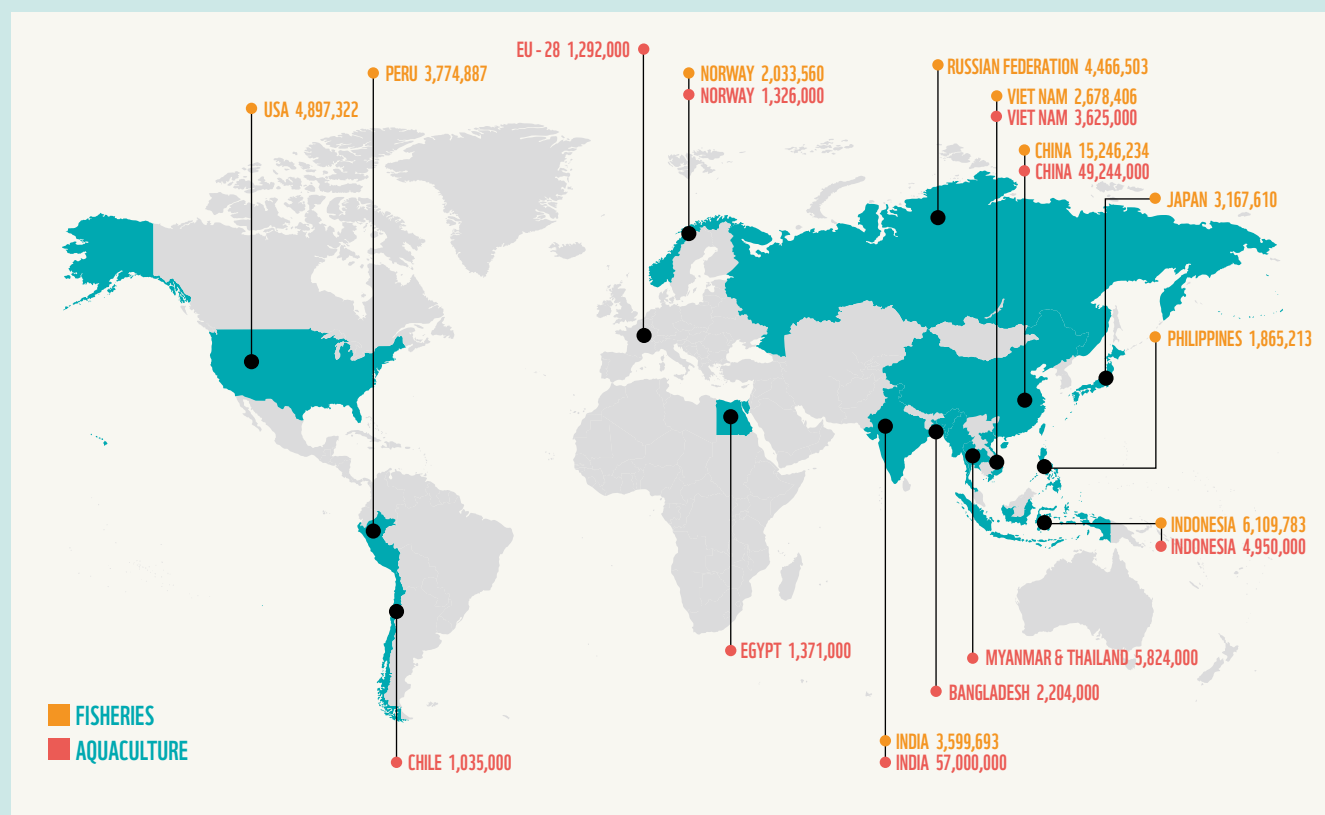 EU - 28 1,292,000
PERU 3,774,887
USA 4,897,322
NORWAY 2,033,560
NORWAY 1,326,000
RUSSIAN FEDERATION 4,466,503
VIET NAM 2,678,406
VIET NAM 3,625,000
CHINA 15,246,234
CHINA 49,244,000
JAPAN 3,167,610
PHILIPPINES 1,865,213
INDONESIA 6,109,783
INDONESIA 4,950,000
EGYPT 1,371,000
MYANMAR & THAILAND 5,824,000
BANGLADESH 2,204,000
INDIA 3,599,693
INDIA 57,000,000
CHILE 1,035,000
FISHERIES
AQUACULTURE